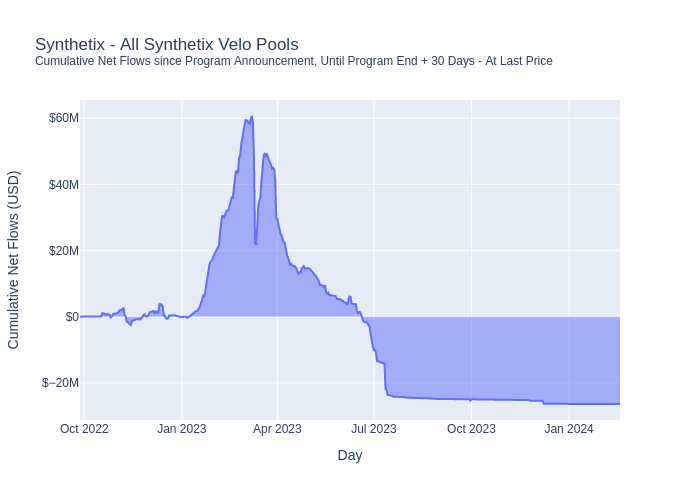 Synthetix - All Synthetix Velo Pools
Cumulative Net Flows since Program Announcement, Until Program End + 30 Days - At Last Price
Cumulative Net Flows (USD)
$60M
$40M
$20M
$0
$−20M
Oct 2022
Jan 2023
Apr 2023
Jul 2023
Oct 2023
Jan 2024
Day